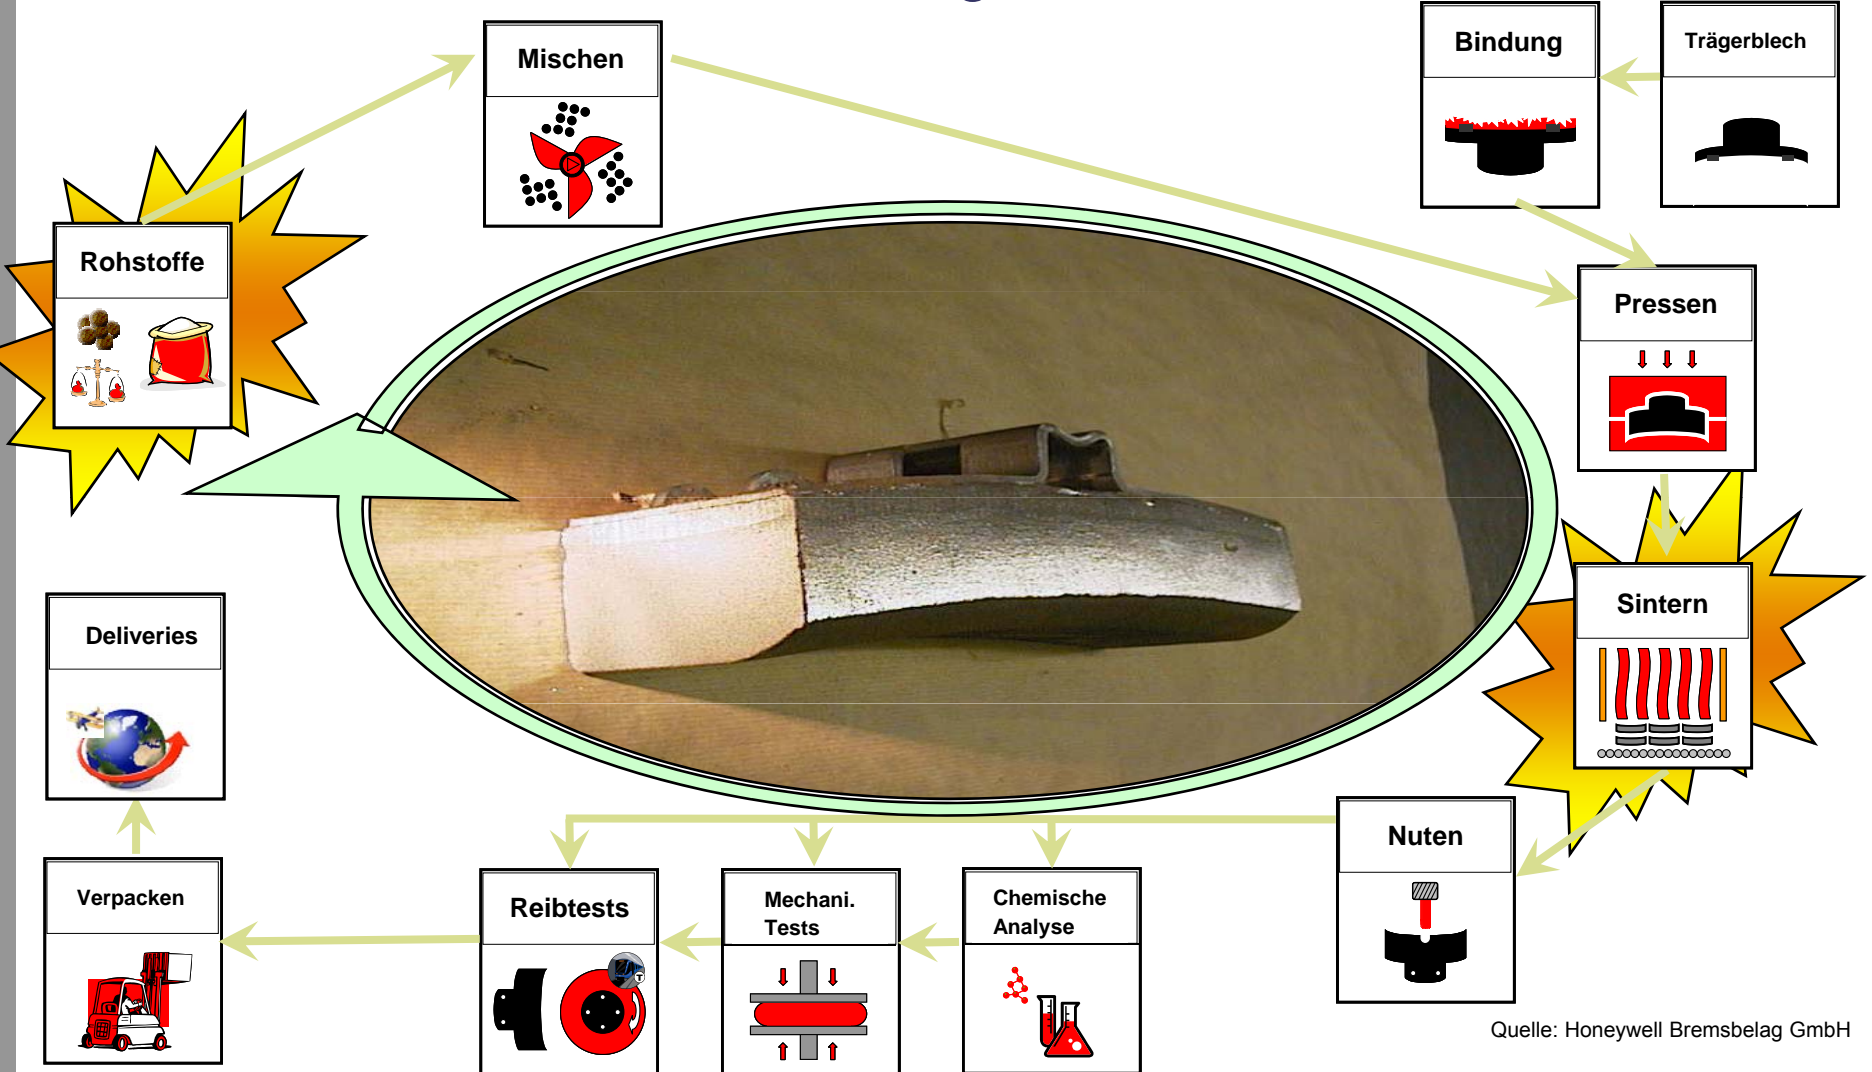 Mischen
Bindung
Trägerblech
Rohstoffe
Pressen
Sintern
Deliveries
Nuten
Verpacken
Reibtests
Mechani.
Tests
Chemische
Analyse
Quelle: Honeywell Bremsbelag GmbH